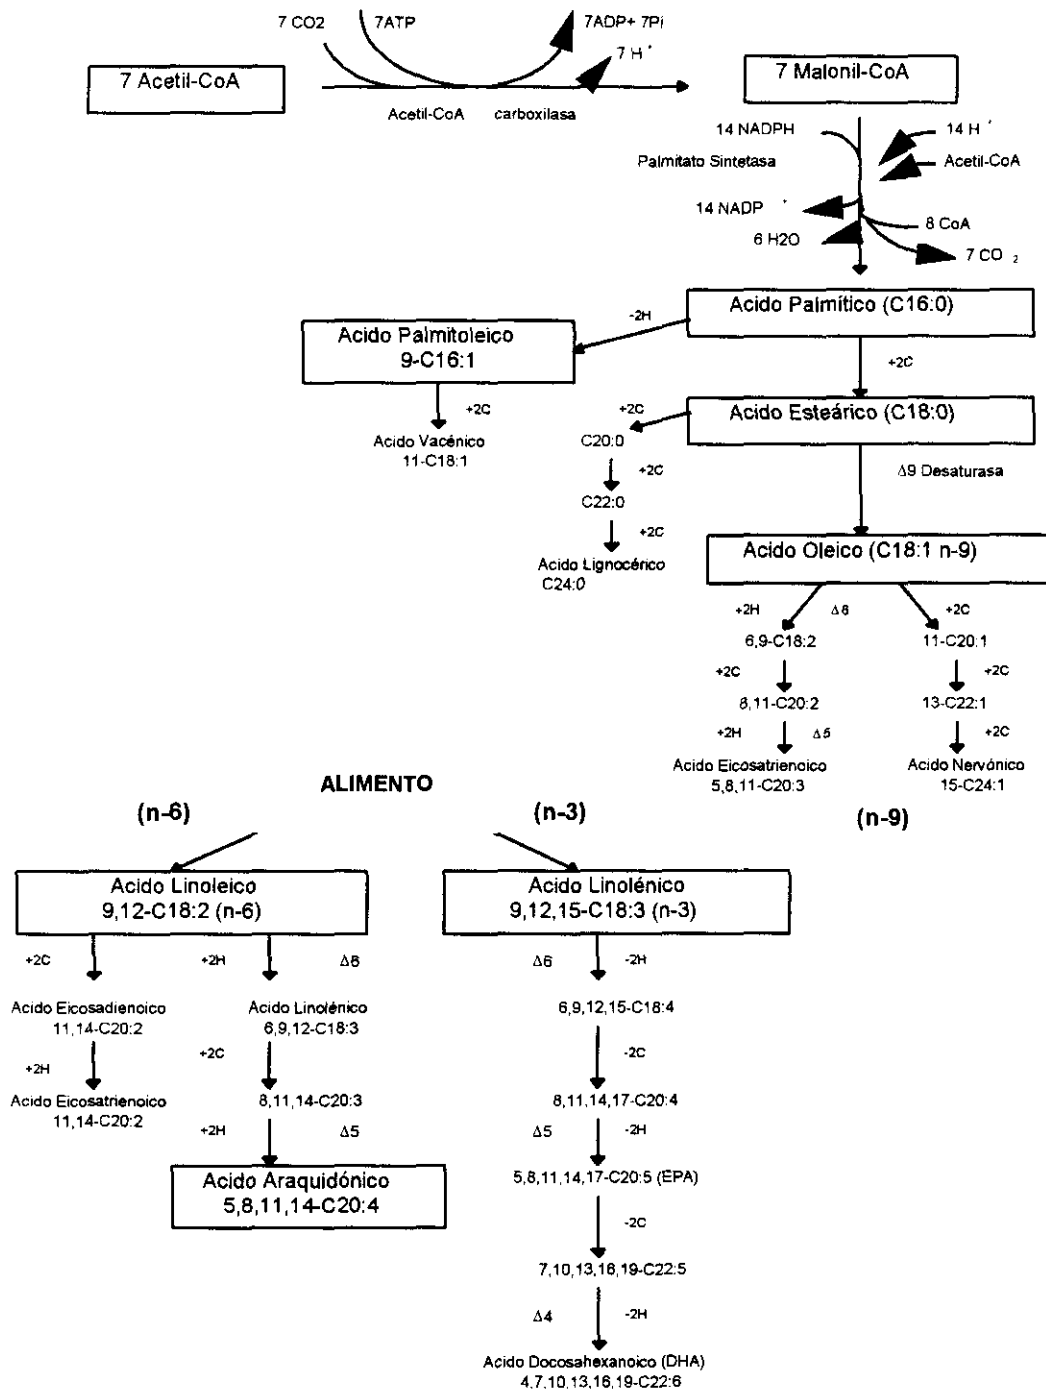 7 CO2
7ATP
7ADP+ 7Pi
7 H+
7 Acetil-CoA
7 Malonil-CoA
Acetil-CoA carboxilasa
14 NADPH
14 H+
Palmitato Sintetasa
Acetil-CoA
14 NADP+
8 CoA
6 H2O
7 CO2
Acido Palmítico (C16:0)
-2H
Acido Palmitoleico
9-C16:1
+2C
+2C
Acido Esteárico (C18:0)
+2C
Acido Vacénico
11-C18:1
C20:0
+2C
Δ9 Desaturasa
C22:0
+2C
Acido Oleico (C18:1 n-9)
Acido Lignocérico
C24:0
+2H
Δ6
+2C
6,9-C18:2
11-C20:1
+2C
+2C
8,11-C20:2
13-C22:1
+2H
Δ5
+2C
Acido Eicosatrienoico
5,8,11-C20:3
Acido Nervónico
15-C24:1
ALIMENTO
(n-6)
(n-3)
(n-9)
Acido Linoleico
9,12-C18:2 (n-6)
Acido Linolénico
9,12,15-C18:3 (n-3)
+2C
+2H
Δ6
Δ6
-2H
Acido Eicosadienoico
11,14-C20:2
Acido Linolénico
6,9,12-C18:3
6,9,12,15-C18:4
+2H
+2C
-2C
Acido Eicosatrienoico
11,14-C20:2
8,11,14-C20:3
8,11,14,17-C20:4
+2H
Δ5
Δ5
-2H
Acido Araquidónico
5,8,11,14-C20:4
5,8,11,14,17-C20:5 (EPA)
-2C
7,10,13,16,19-C22:5
Δ4
-2H
Acido Docosahexanoico (DHA)
4,7,10,13,16,19-C22:6